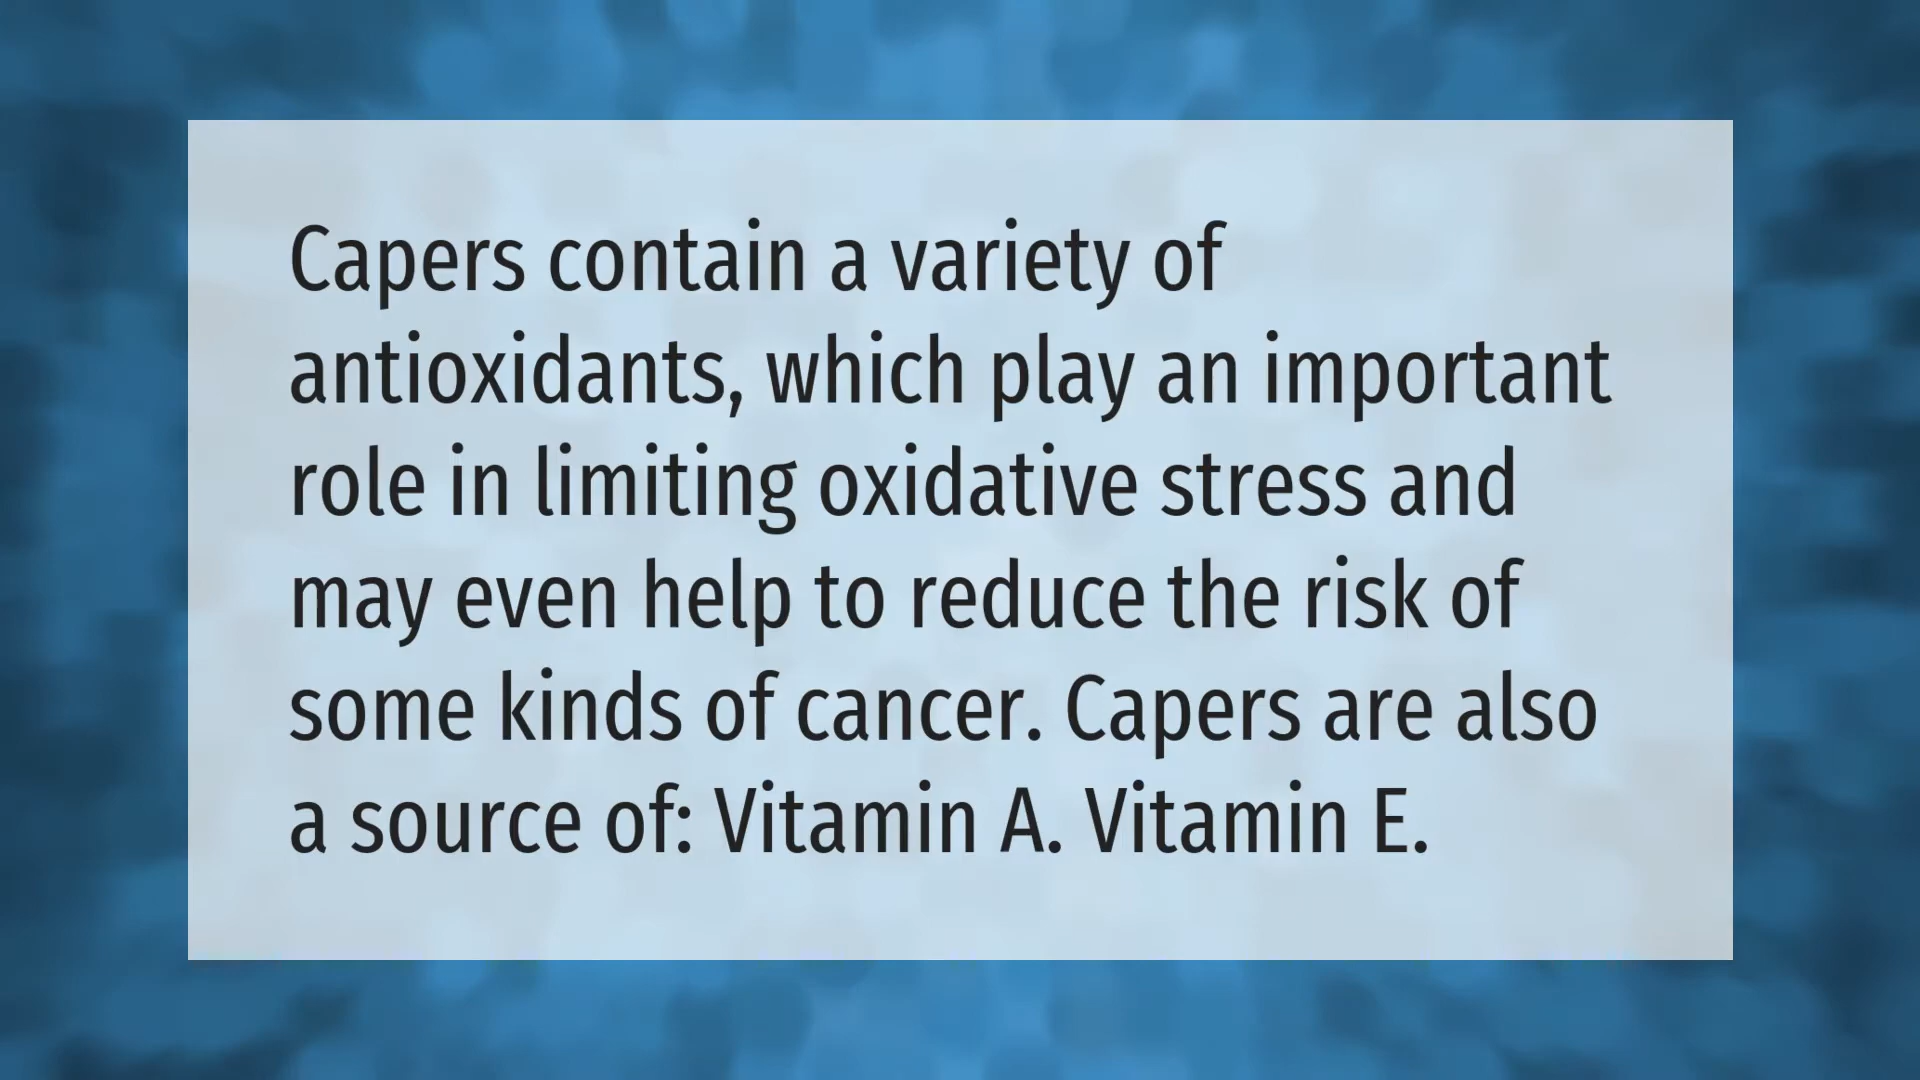 Capers contain a variety of
antioxidants, which play an important
role in limiting oxidative stress and
may even help to reduce the risk of
some kinds of cancer. Capers are also
a source of: Vitamin A. Vitamin E.